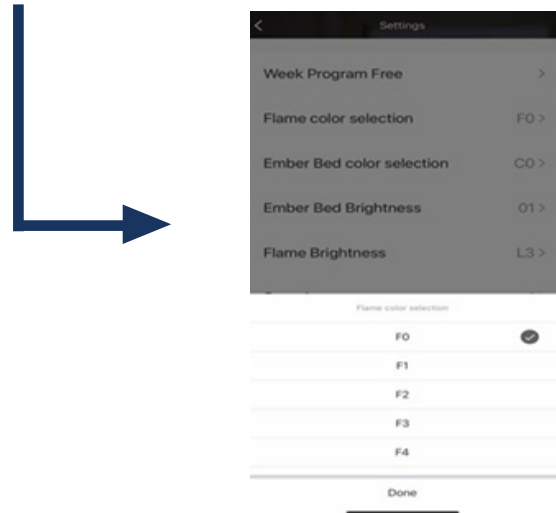 Settings
Week Program Free
Flame color selection F0 >
Ember Bed color selection C0 >
Ember Bed Brightness 01 >
Flame Brightness L3 >
Flame color selection
F0
F1
F2
F3
F4
Done